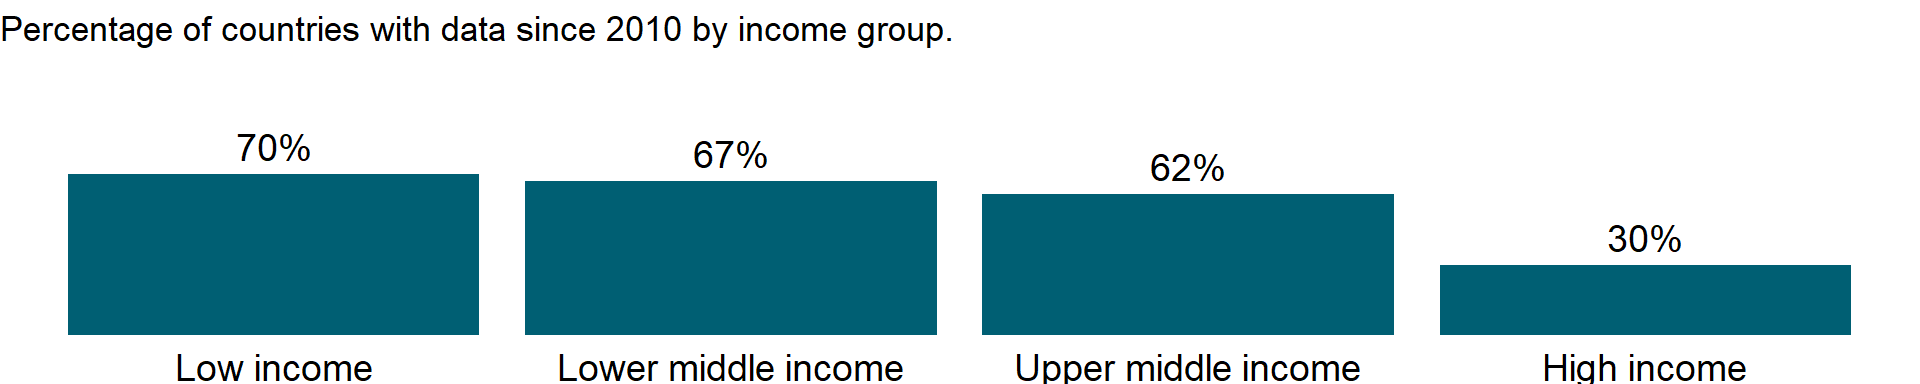 Percentage of countries with data since 2010 by income group.
70%
67%
62%
30%
Low income
Lower middle income
Upper middle income
High income